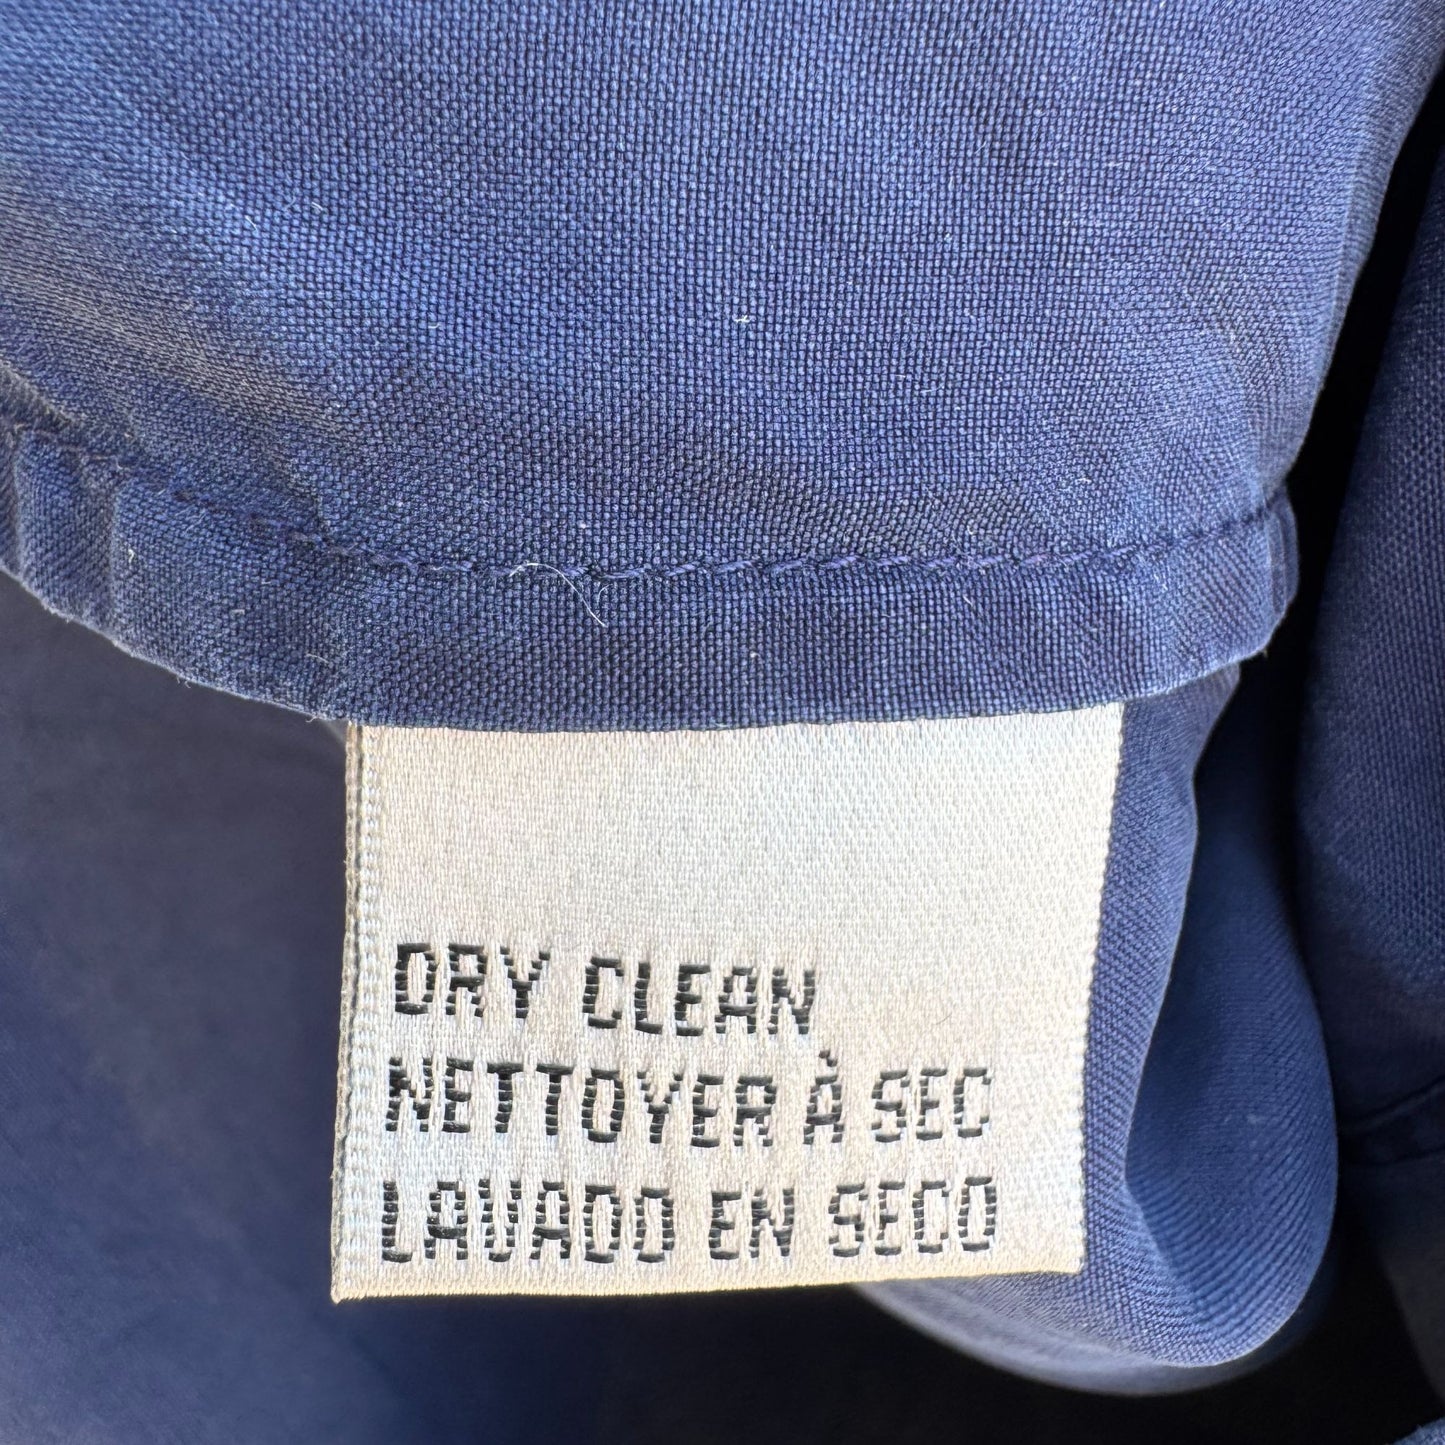 DRY CLEAN
NETTOYER À SEC
LAVADO EN SECO